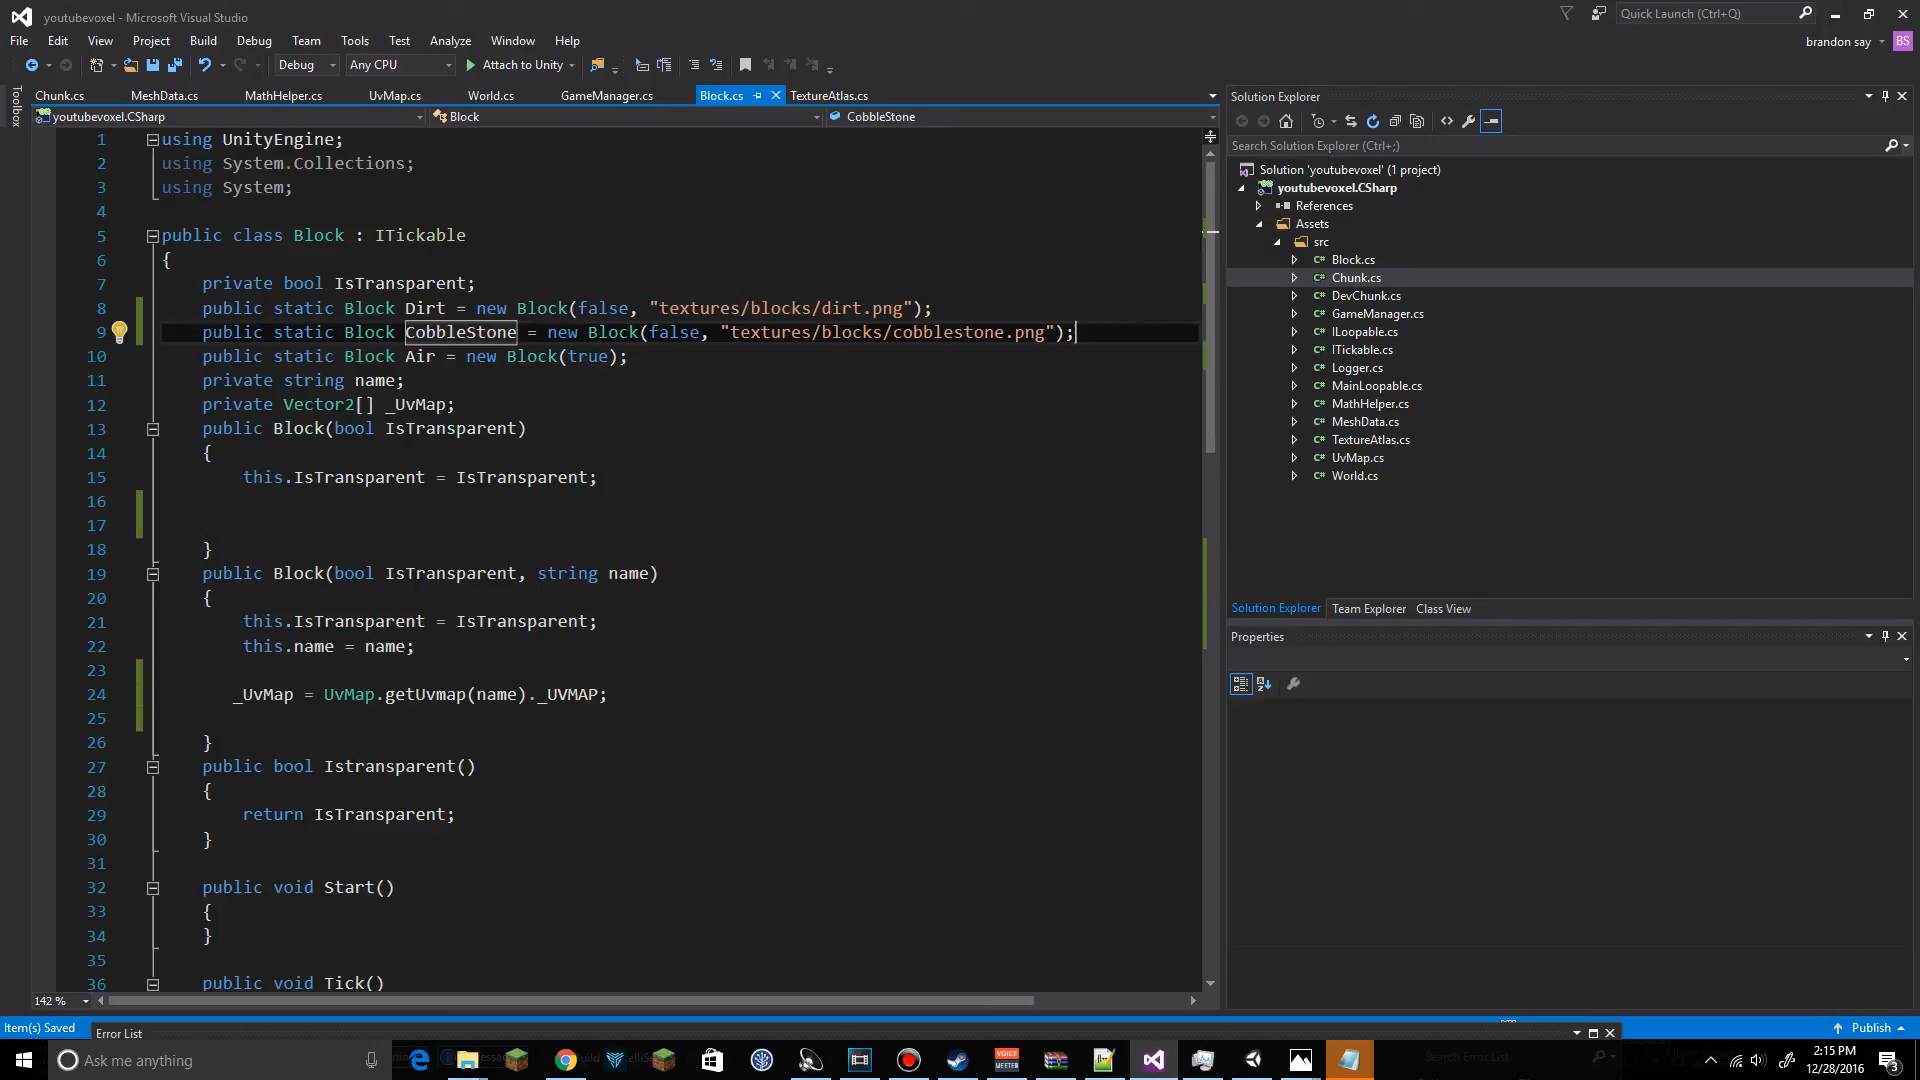 youtubevoxel - Microsoft Visual Studio
Quick Launch (Ctrl+Q)
File Edit View Project Build Debug Team Tools Test Analyze Window Help
brandon say BS
Debug Any CPU Attach to Unity
Toolbox
Chunk.cs MeshData.cs MathHelper.cs UvMap.cs World.cs GameManager.cs Block.cs TextureAtlas.cs
youtubevoxel.CSharp Block CobbleStone
1 using UnityEngine;
2 using System.Collections;
3 using System;
4
5 public class Block : ITickable
6 {
7 private bool IsTransparent;
8 public static Block Dirt = new Block(false, "textures/blocks/dirt.png");
9 public static Block CobbleStone = new Block(false, "textures/blocks/cobblestone.png");
10 public static Block Air = new Block(true);
11 private string name;
12 private Vector2[] _UvMap;
13 public Block(bool IsTransparent)
14 {
15 this.IsTransparent = IsTransparent;
16
17
18 }
19 public Block(bool IsTransparent, string name)
20 {
21 this.IsTransparent = IsTransparent;
22 this.name = name;
23
24 _UvMap = UvMap.getUvmap(name)._UVMAP;
25
26 }
27 public bool Istransparent()
28 {
29 return IsTransparent;
30 }
31
32 public void Start()
33 {
34 }
35
36 public void Tick()
142 %
Solution Explorer
Search Solution Explorer (Ctrl+;)
Solution 'youtubevoxel' (1 project)
youtubevoxel.CSharp
References
Assets
src
C# Block.cs
C# Chunk.cs
C# DevChunk.cs
C# GameManager.cs
C# ILoopable.cs
C# ITickable.cs
C# Logger.cs
C# MainLoopable.cs
C# MathHelper.cs
C# MeshData.cs
C# TextureAtlas.cs
C# UvMap.cs
C# World.cs
Solution Explorer Team Explorer Class View
Properties
Item(s) Saved
Error List
Publish
Ask me anything
VOICE MEETER
Search Error List
2:15 PM
12/28/2016
3